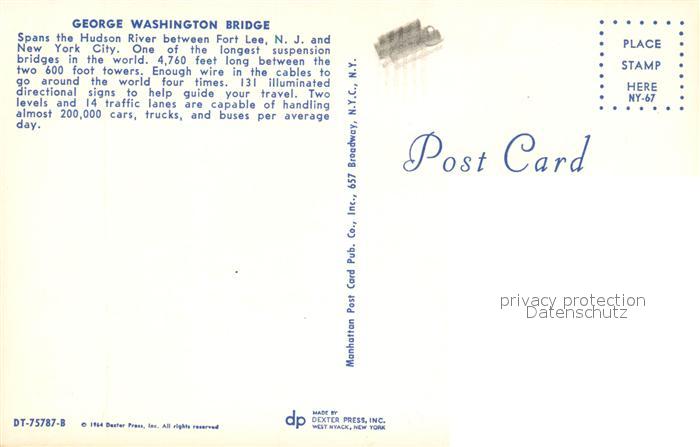 GEORGE WASHINGTON BRIDGE
Spans the Hudson River between Fort Lee, N. J. and
New York City. One of the longest suspension
bridges in the world. 4,760 feet long between the
two 600 foot towers. Enough wire in the cables to
go around the world four times. 131 illuminated
directional signs to help guide your travel. Two
levels and 14 traffic lanes are capable of handling
almost 200,000 cars, trucks, and buses per average
day.
Manhattan Post Card Pub. Co., Inc., 657 Broadway, N.Y.C., N.Y.
PLACE
STAMP
HERE
NY-67
Post Card
privacy protection
Datenschutz
DT-75787-B © 1964 Dexter Press, Inc. All rights reserved
dp
MADE BY
DEXTER PRESS, INC.
WEST NYACK, NEW YORK